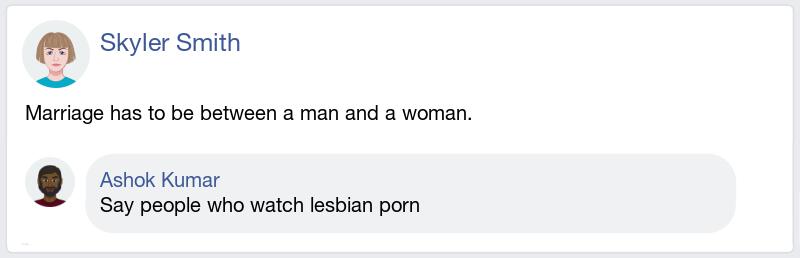 Skyler Smith
Marriage has to be between a man and a woman.
Ashok Kumar
Say people who watch lesbian porn